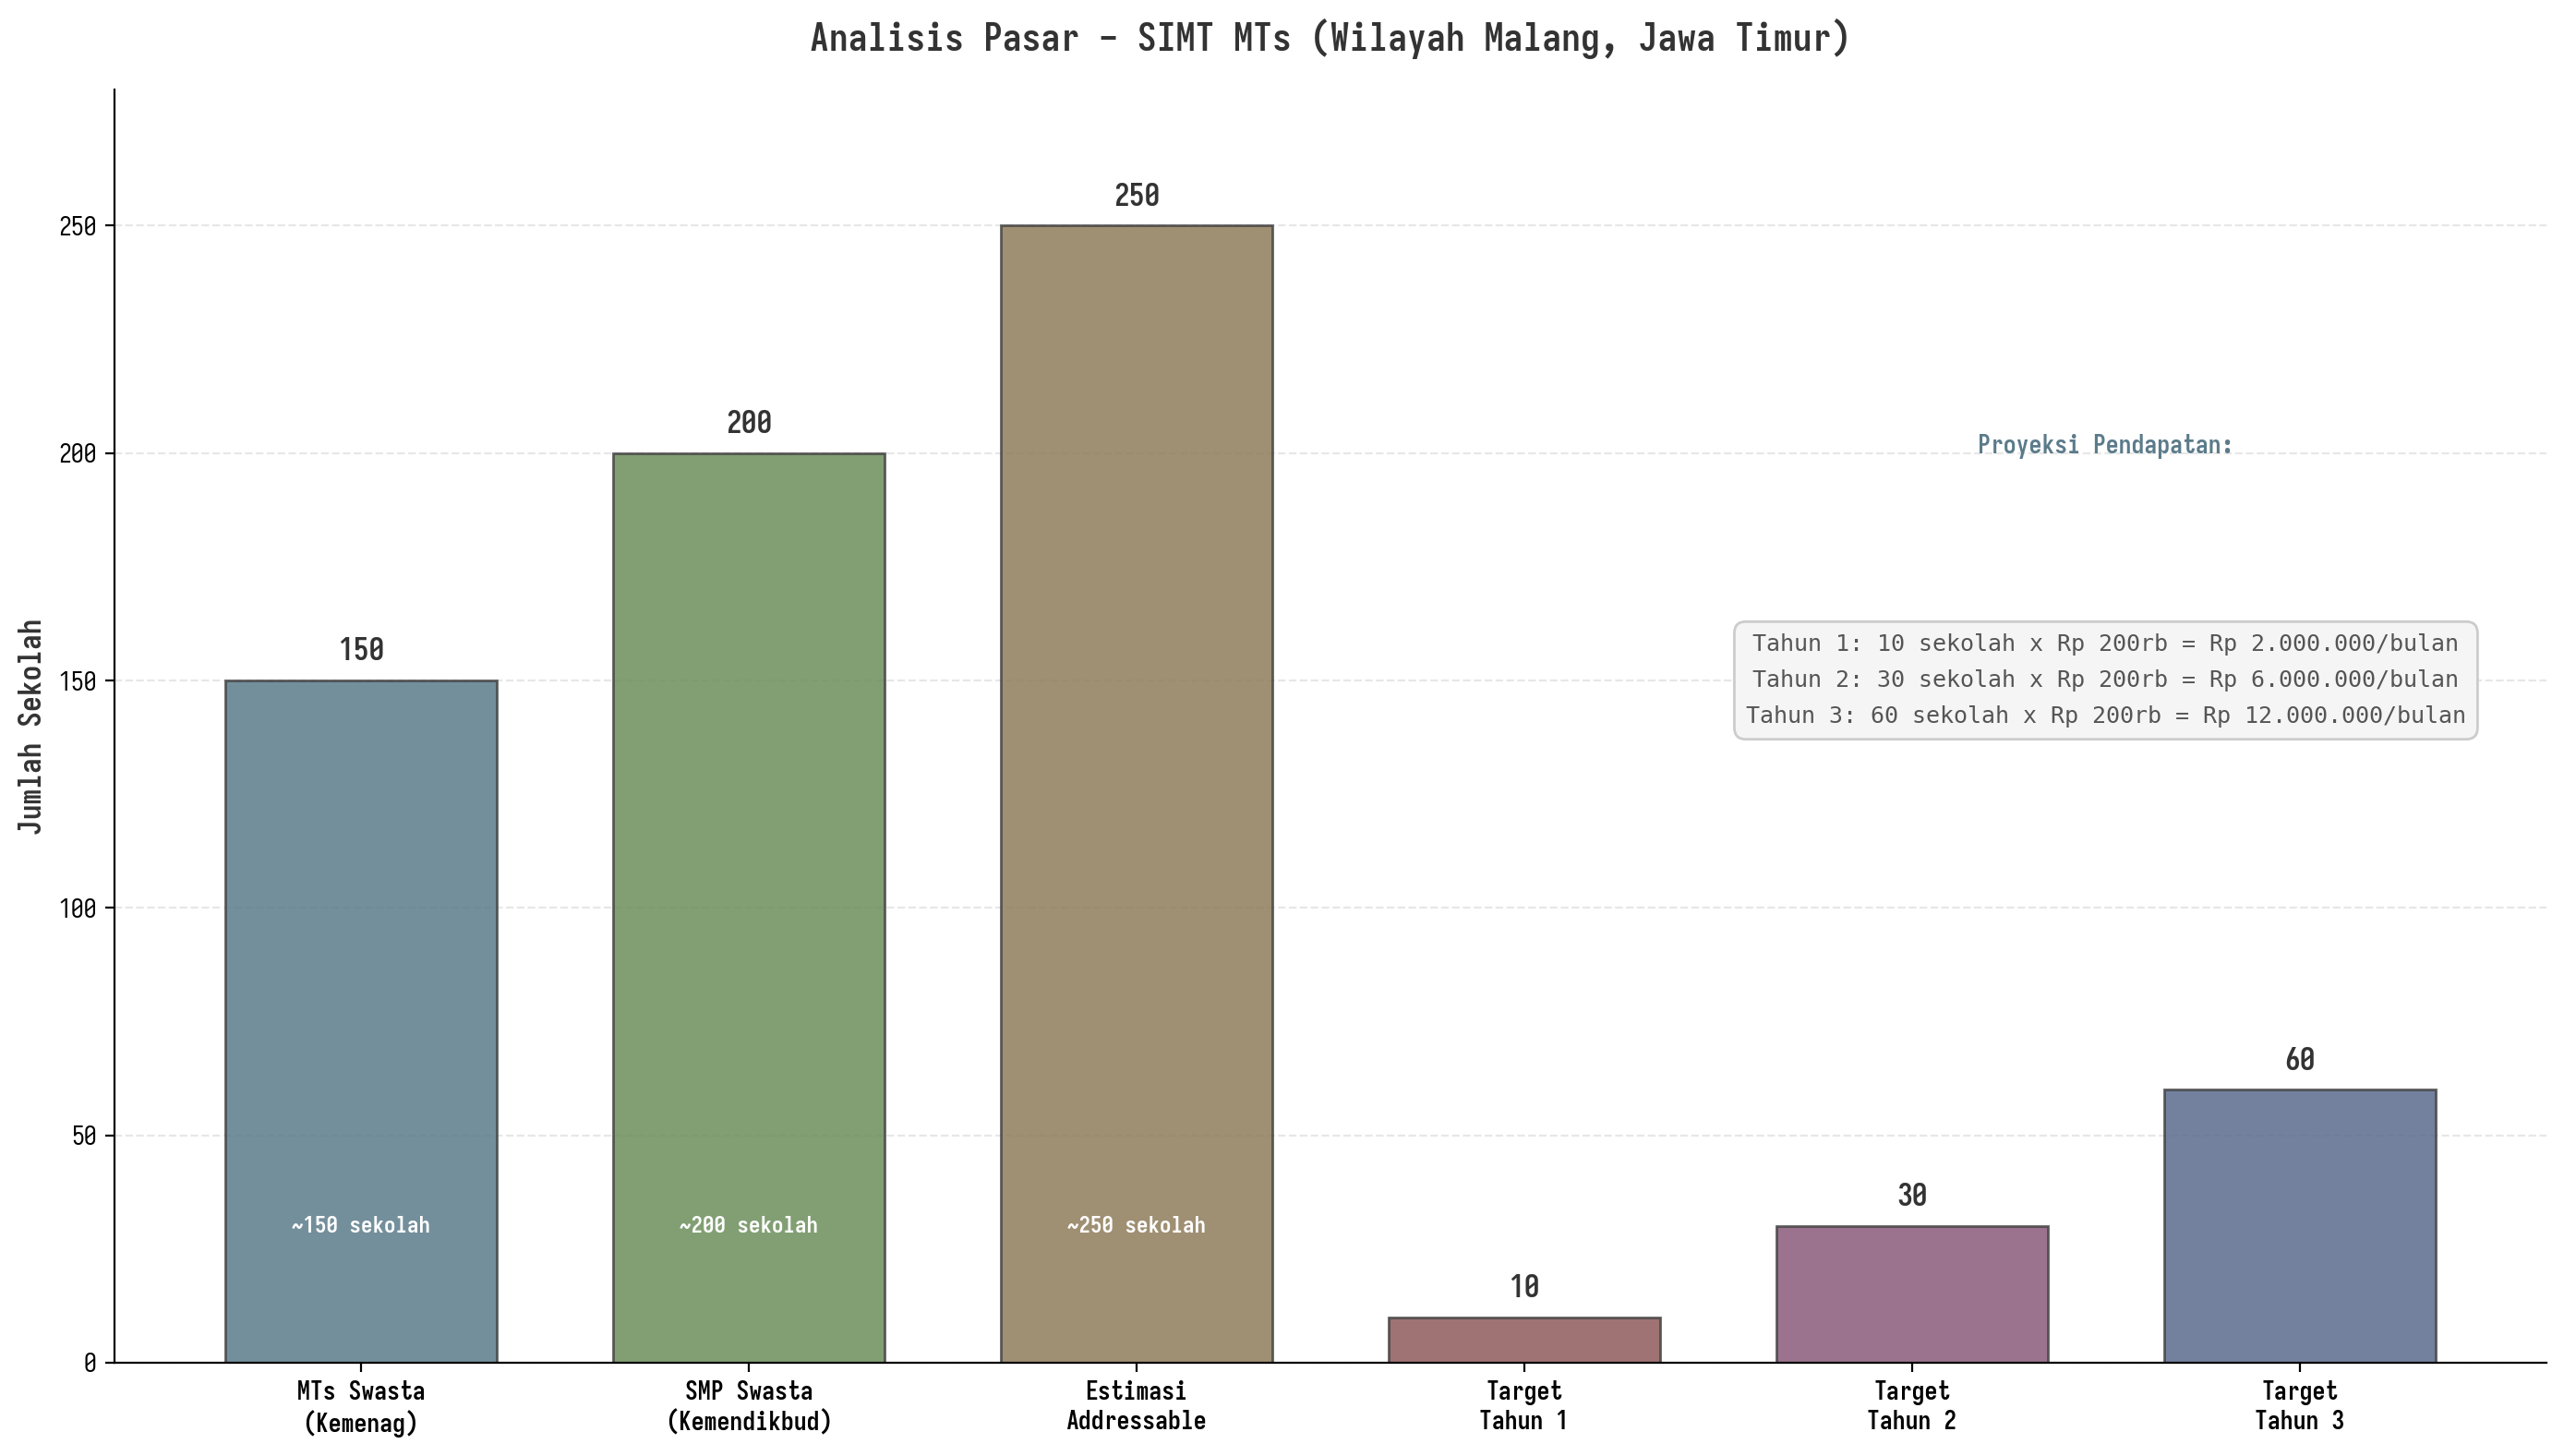 Analisis Pasar - SIMT MTs (Wilayah Malang, Jawa Timur)
Jumlah Sekolah
250
200
150
100
50
0
150
200
250
10
30
60
~150 sekolah
~200 sekolah
~250 sekolah
Proyeksi Pendapatan:
Tahun 1: 10 sekolah x Rp 200rb = Rp 2.000.000/bulan
Tahun 2: 30 sekolah x Rp 200rb = Rp 6.000.000/bulan
Tahun 3: 60 sekolah x Rp 200rb = Rp 12.000.000/bulan
MTs Swasta
(Kemenag)
SMP Swasta
(Kemendikbud)
Estimasi
Addressable
Target
Tahun 1
Target
Tahun 2
Target
Tahun 3